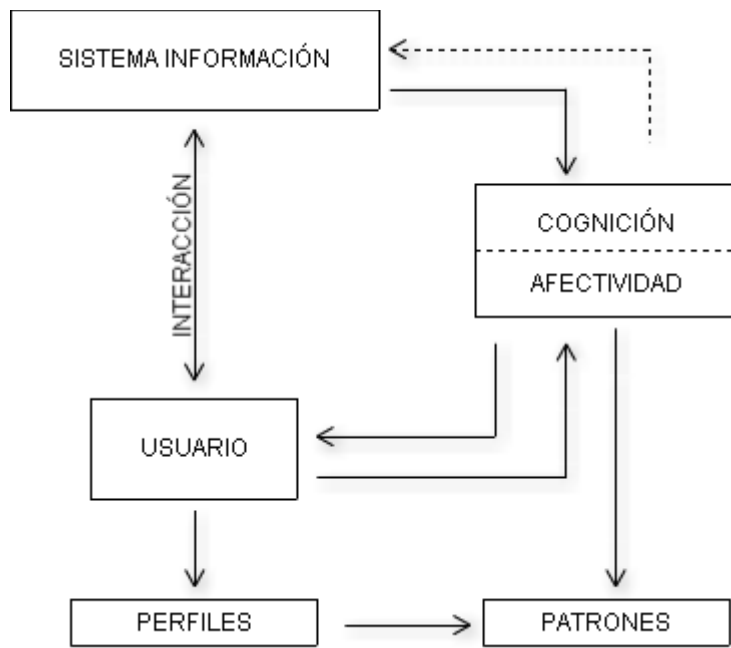 SISTEMA INFORMACIÓN
INTERACCIÓN
COGNICIÓN
AFECTIVIDAD
USUARIO
PERFILES
PATRONES